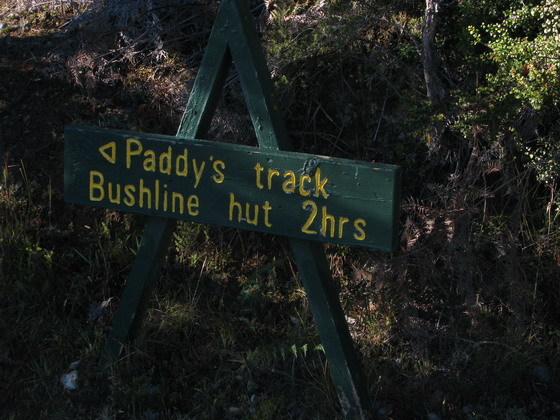 Paddy's track
Bushline hut 2hrs